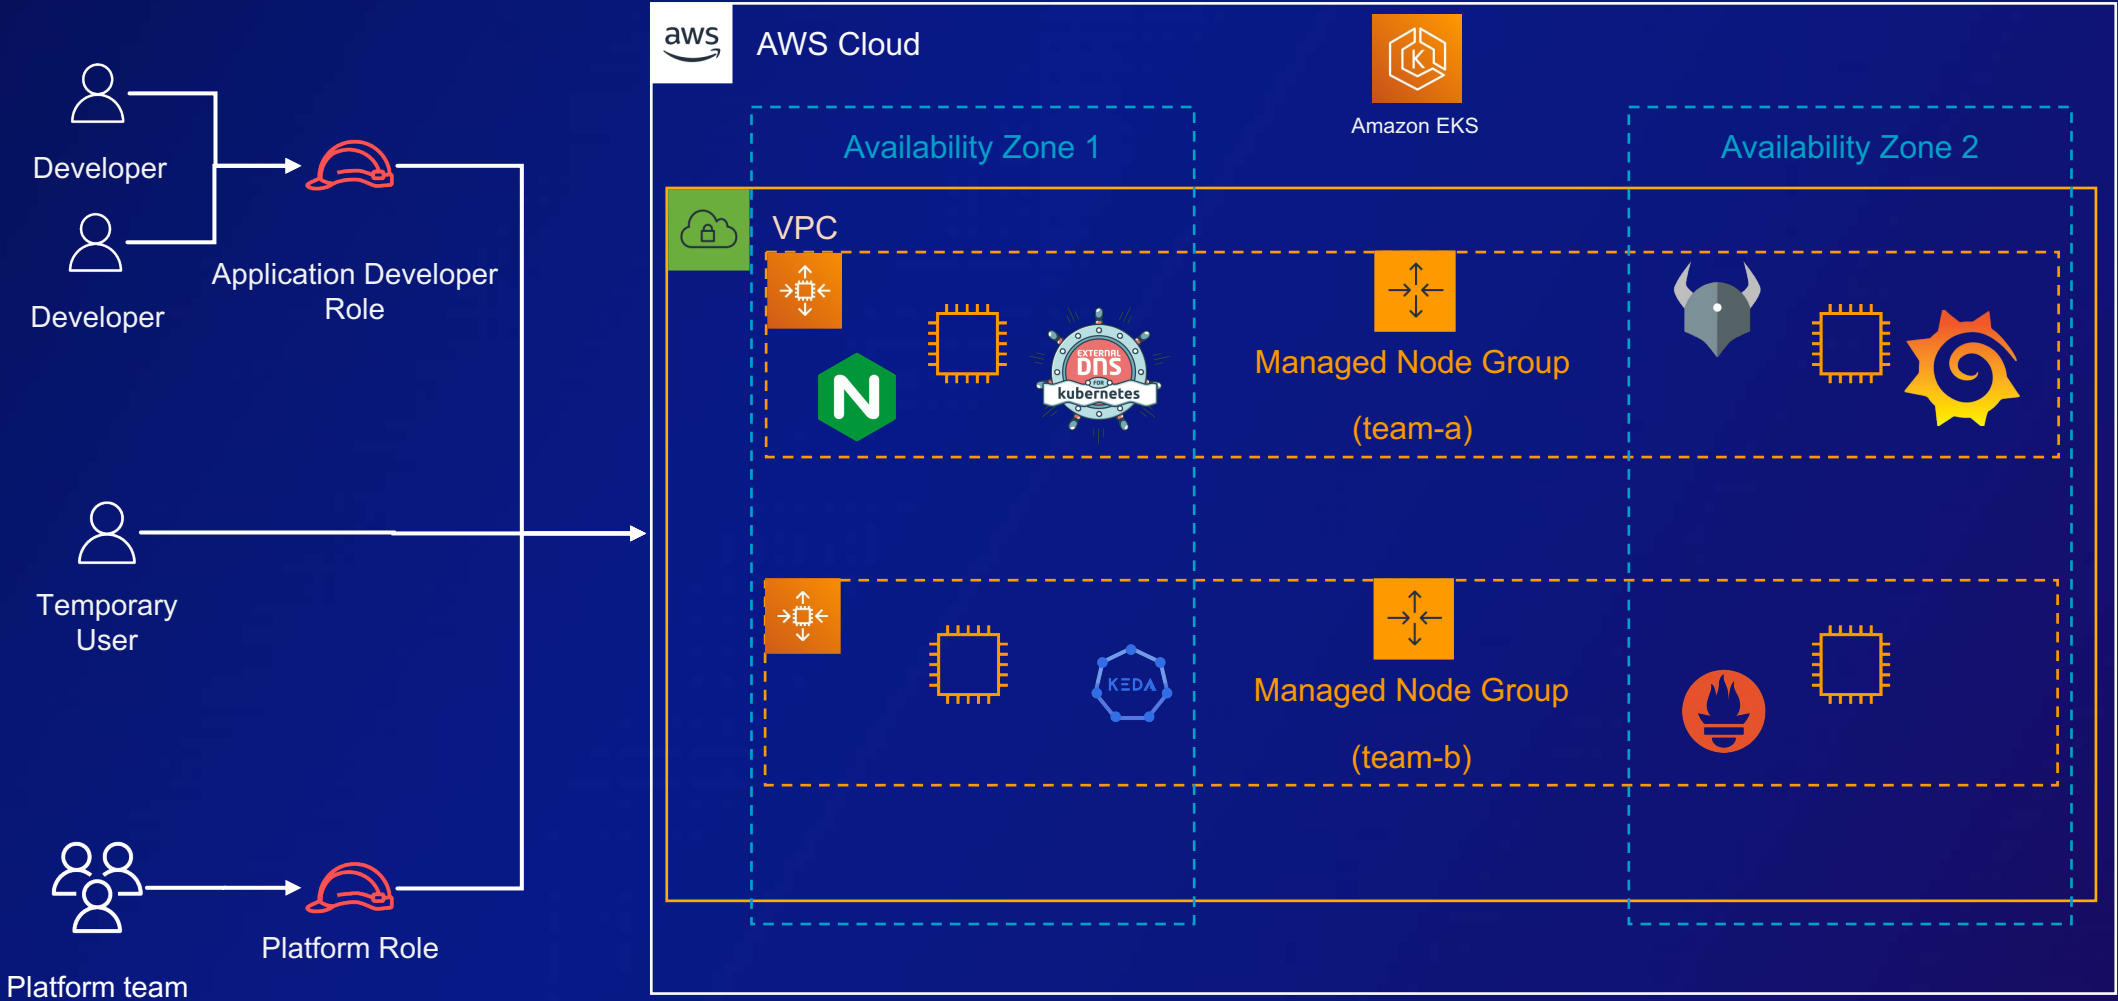 aws
AWS Cloud
Amazon EKS
Availability Zone 1
Availability Zone 2
Developer
Developer
Application Developer
Role
VPC
N
EXTERNAL
DNS
FOR
kubernetes
Managed Node Group
(team-a)
Temporary
User
KEDA
Managed Node Group
(team-b)
Platform Role
Platform team
K